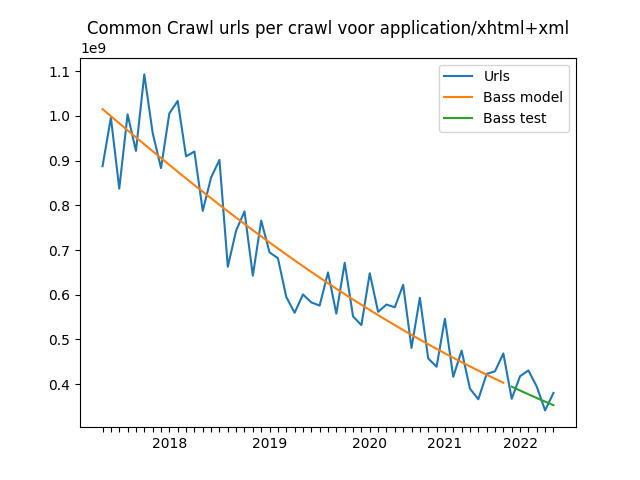 Common Crawl urls per crawl voor application/xhtml+xml
1e9
1.1
1.0
0.9
0.8
0.7
0.6
0.5
0.4
Urls
Bass model
Bass test
2018 2019 2020 2021 2022